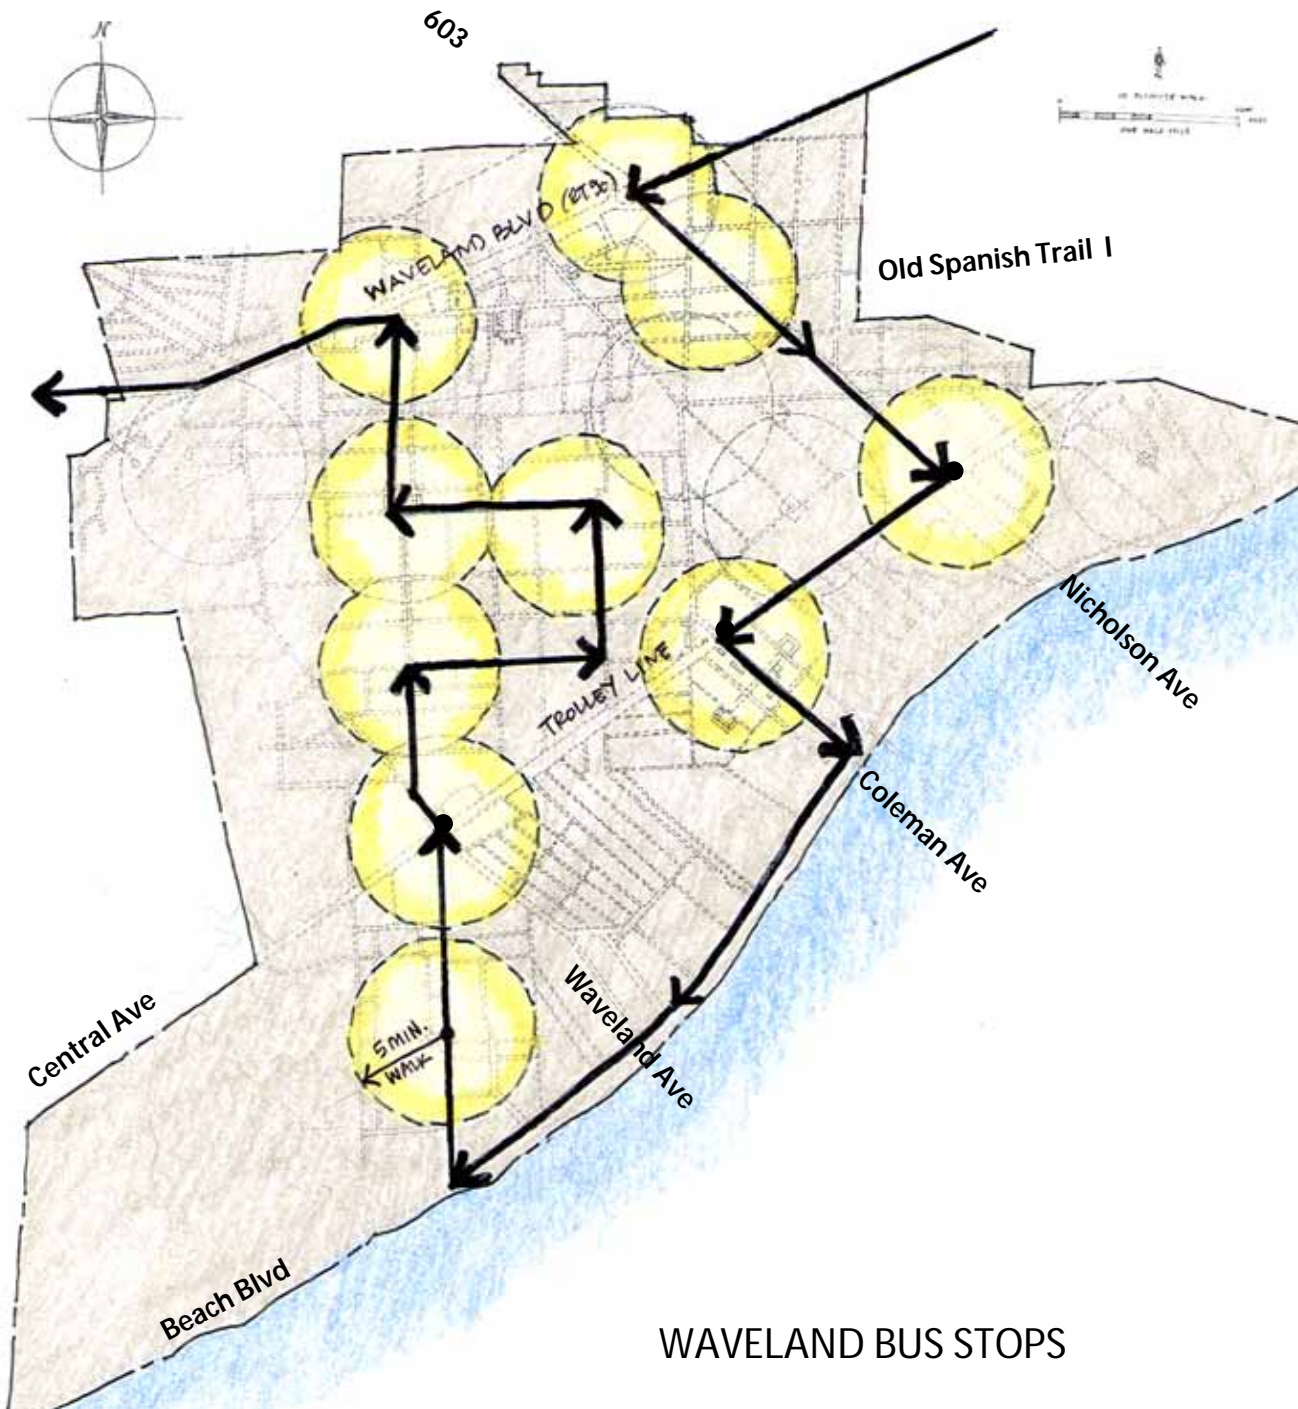 N
603
WAVELAND BLVD (RT 90)
Old Spanish Trail I
TROLLEY LINE
Nicholson Ave
Coleman Ave
Waveland Ave
5 MIN.
WALK
Central Ave
Beach Blvd
WAVELAND BUS STOPS